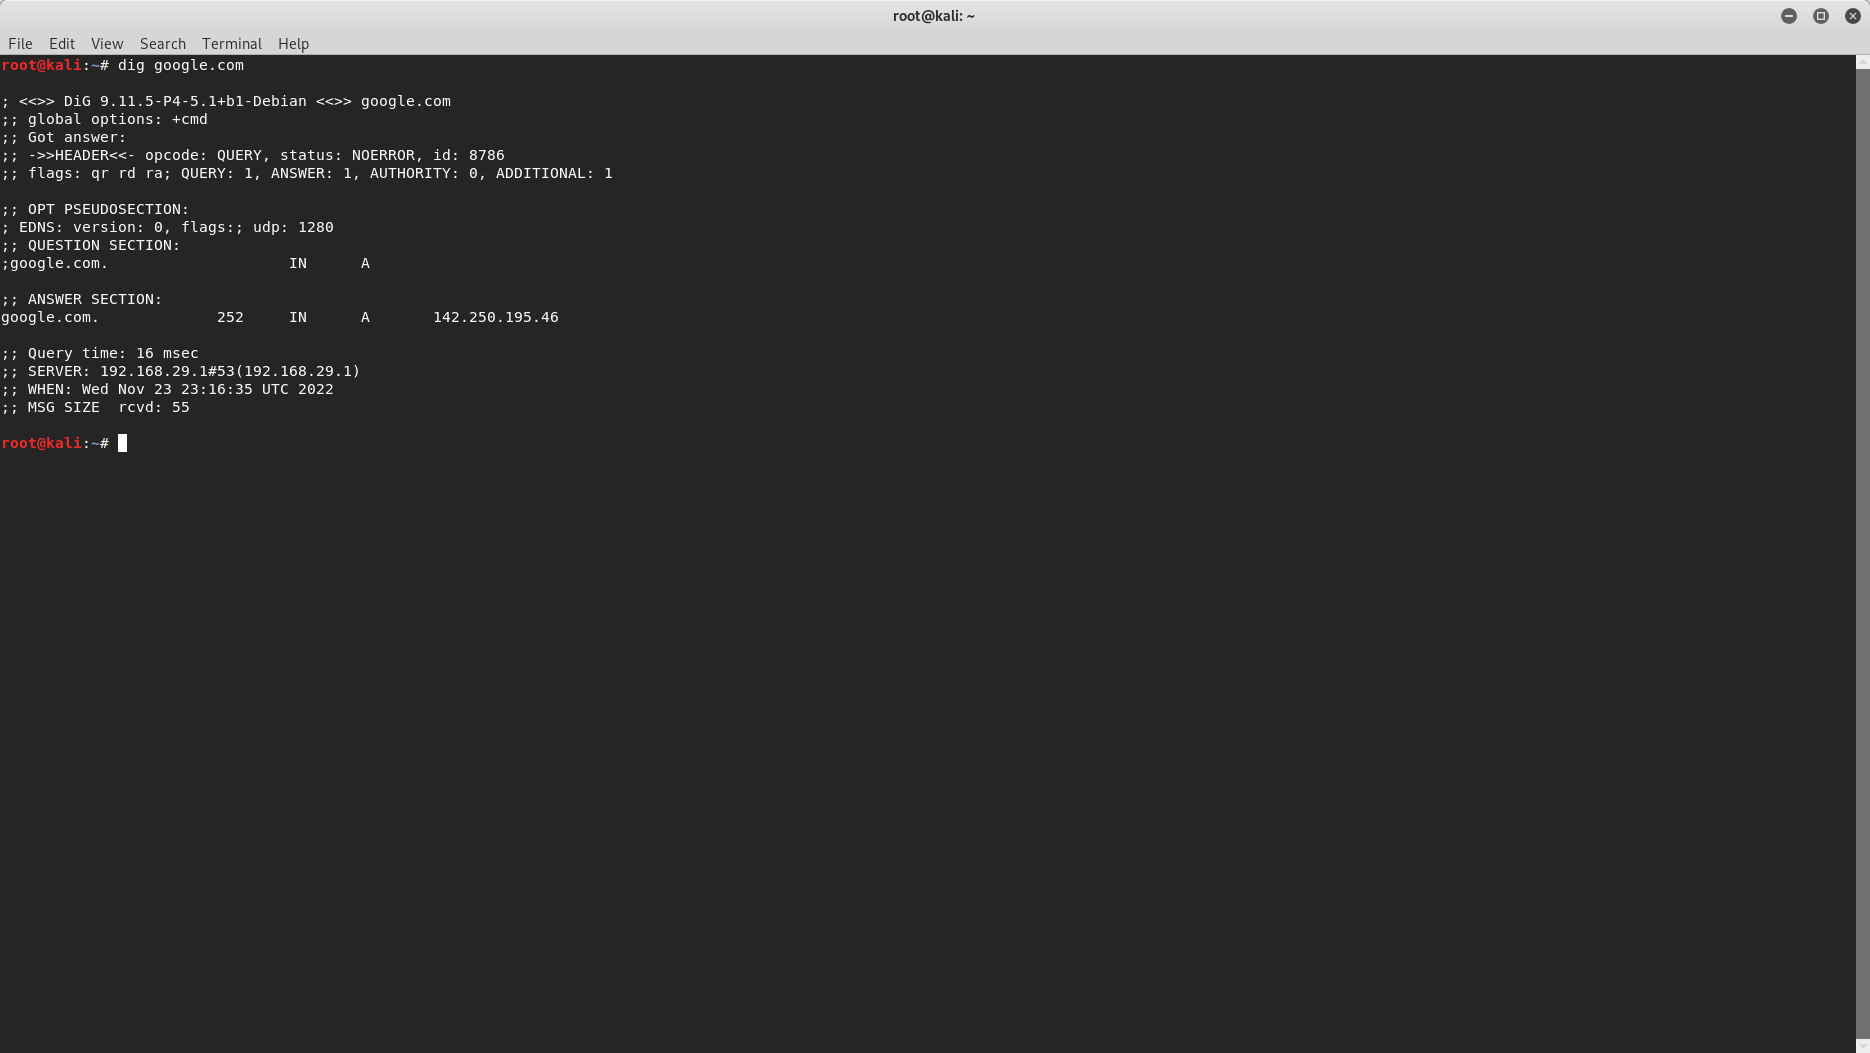 root@kali: ~
File Edit View Search Terminal Help
root@kali:~# dig google.com
; <<>> DiG 9.11.5-P4-5.1+b1-Debian <<>> google.com
;; global options: +cmd
;; Got answer:
;; ->>HEADER<<- opcode: QUERY, status: NOERROR, id: 8786
;; flags: qr rd ra; QUERY: 1, ANSWER: 1, AUTHORITY: 0, ADDITIONAL: 1
;; OPT PSEUDOSECTION:
; EDNS: version: 0, flags:; udp: 1280
;; QUESTION SECTION:
;google.com. IN A
;; ANSWER SECTION:
google.com. 252 IN A 142.250.195.46
;; Query time: 16 msec
;; SERVER: 192.168.29.1#53(192.168.29.1)
;; WHEN: Wed Nov 23 23:16:35 UTC 2022
;; MSG SIZE  rcvd: 55
root@kali:~#